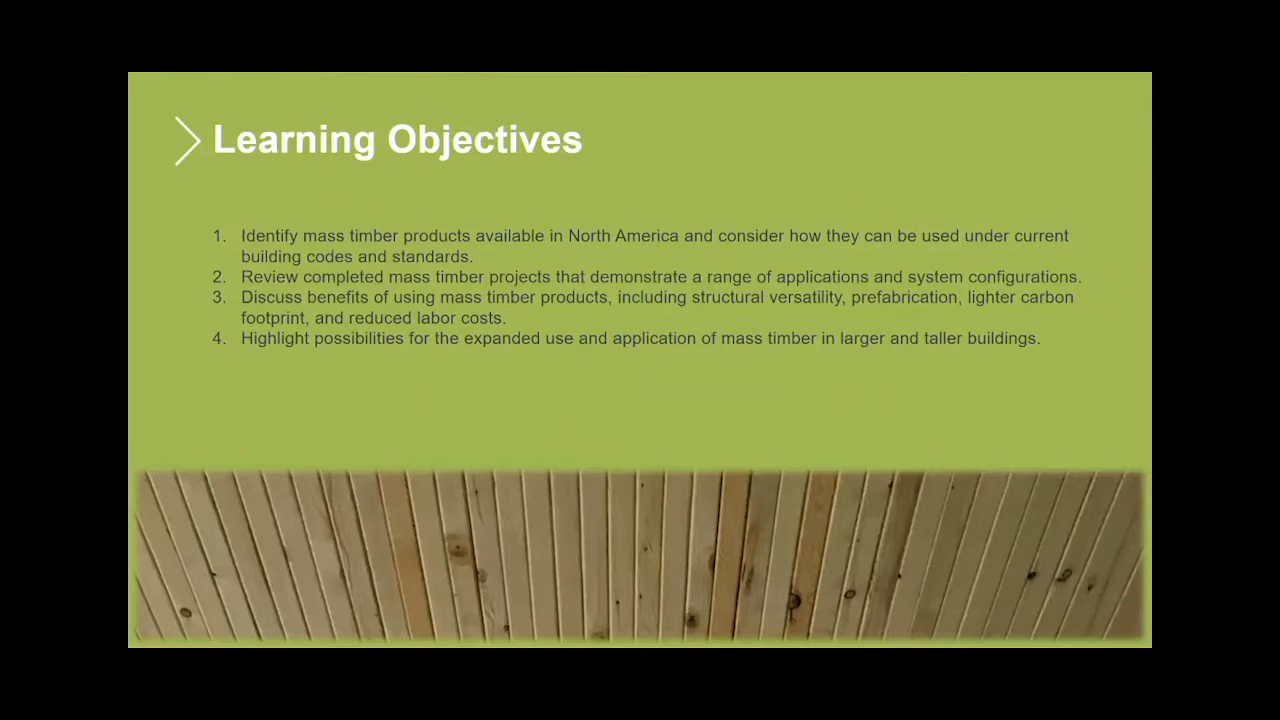 Learning Objectives
1. Identify mass timber products available in North America and consider how they can be used under current
building codes and standards.
2. Review completed mass timber projects that demonstrate a range of applications and system configurations.
3. Discuss benefits of using mass timber products, including structural versatility, prefabrication, lighter carbon
footprint, and reduced labor costs.
4. Highlight possibilities for the expanded use and application of mass timber in larger and taller buildings.